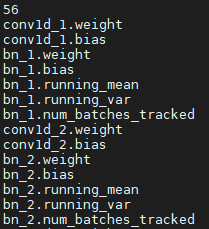 56
conv1d_1.weight
conv1d_1.bias
bn_1.weight
bn_1.bias
bn_1.running_mean
bn_1.running_var
bn_1.num_batches_tracked
conv1d_2.weight
conv1d_2.bias
bn_2.weight
bn_2.bias
bn_2.running_mean
bn_2.running_var
bn_2.num_batches_tracked